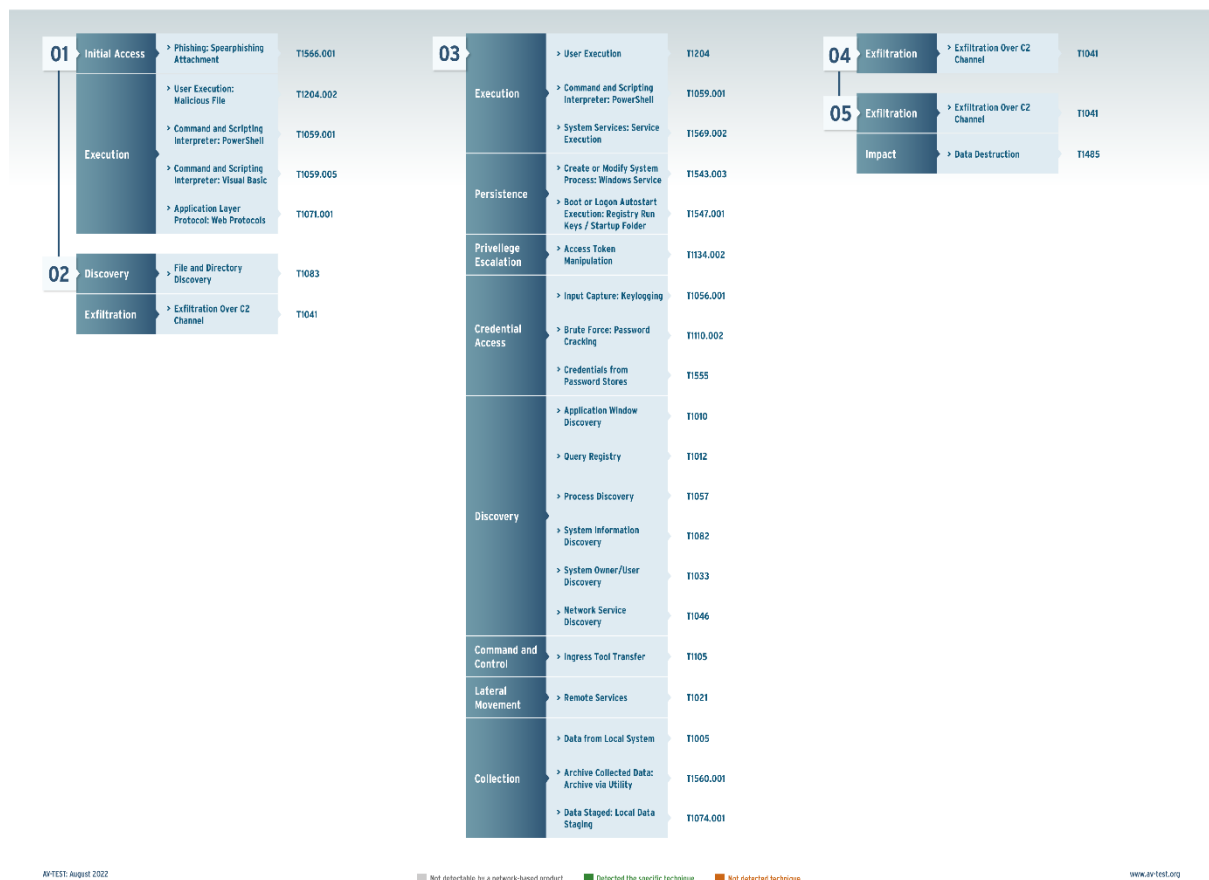 01
Initial Access
> Phishing: Spearphishing
Attachment
T1566.001
Execution
> User Execution:
Malicious File
T1204.002
> Command and Scripting
Interpreter: PowerShell
T1059.001
> Command and Scripting
Interpreter: Visual Basic
T1059.005
> Application Layer
Protocol: Web Protocols
T1071.001
02
Discovery
> File and Directory
Discovery
T1083
Exfiltration
> Exfiltration Over C2
Channel
T1041
03
Execution
> User Execution
T1204
> Command and Scripting
Interpreter: PowerShell
T1059.001
> System Services: Service
Execution
T1569.002
Persistence
> Create or Modify System
Process: Windows Service
T1543.003
> Boot or Logon Autostart
Execution: Registry Run
Keys / Startup Folder
T1547.001
Privellege
Escalation
> Access Token
Manipulation
T1134.002
Credential
Access
> Input Capture: Keylogging
T1056.001
> Brute Force: Password
Cracking
T1110.002
> Credentials from
Password Stores
T1555
Discovery
> Application Window
Discovery
T1010
> Query Registry
T1012
> Process Discovery
T1057
> System Information
Discovery
T1082
> System Owner/User
Discovery
T1033
> Network Service
Discovery
T1046
Command and
Control
> Ingress Tool Transfer
T1105
Lateral
Movement
> Remote Services
T1021
Collection
> Data from Local System
T1005
> Archive Collected Data:
Archive via Utility
T1560.001
> Data Staged: Local Data
Staging
T1074.001
04
Exfiltration
> Exfiltration Over C2
Channel
T1041
05
Exfiltration
> Exfiltration Over C2
Channel
T1041
Impact
> Data Destruction
T1485
AV-TEST: August 2022
Not detectable by a network-based product
Detected the specific technique
Not detected technique
www.av-test.org